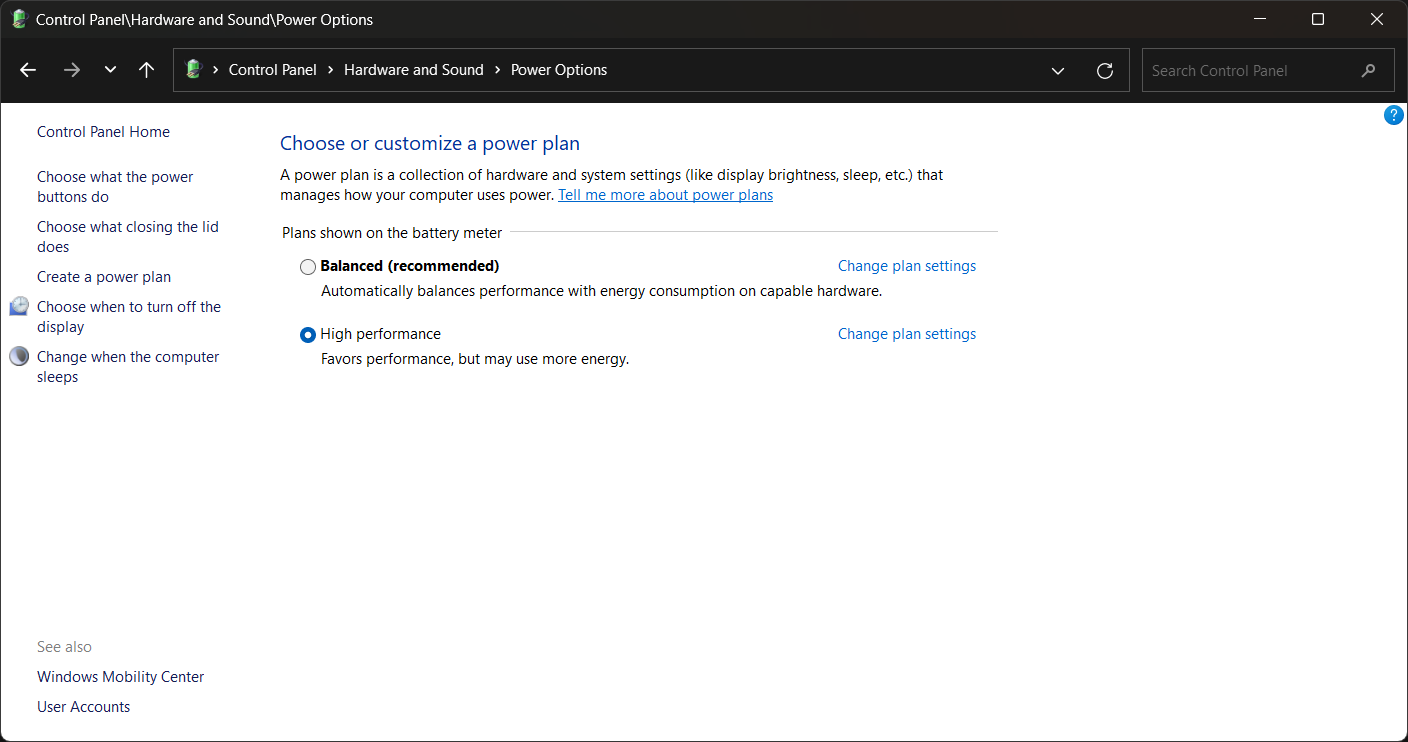 Control Panel\Hardware and Sound\Power Options
Control Panel > Hardware and Sound > Power Options
Search Control Panel
?
Control Panel Home
Choose what the power
buttons do
Choose what closing the lid
does
Create a power plan
Choose when to turn off the
display
Change when the computer
sleeps
Choose or customize a power plan
A power plan is a collection of hardware and system settings (like display brightness, sleep, etc.) that
manages how your computer uses power. Tell me more about power plans
Plans shown on the battery meter
Balanced (recommended)
Change plan settings
Automatically balances performance with energy consumption on capable hardware.
High performance
Change plan settings
Favors performance, but may use more energy.
See also
Windows Mobility Center
User Accounts